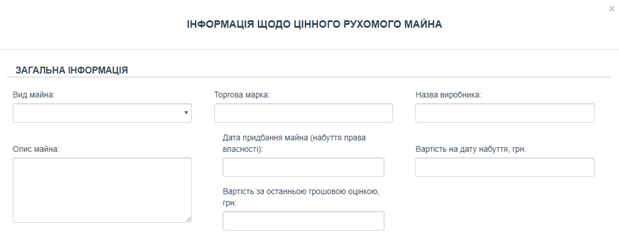 ×
ІНФОРМАЦІЯ ЩОДО ЦІННОГО РУХОМОГО МАЙНА
ЗАГАЛЬНА ІНФОРМАЦІЯ
Вид майна:
Торгова марка:
Назва виробника:
Опис майна:
Дата придбання майна (набуття права
власності):
Вартість на дату набуття, грн:
Вартість за останньою грошовою оцінкою,
грн: